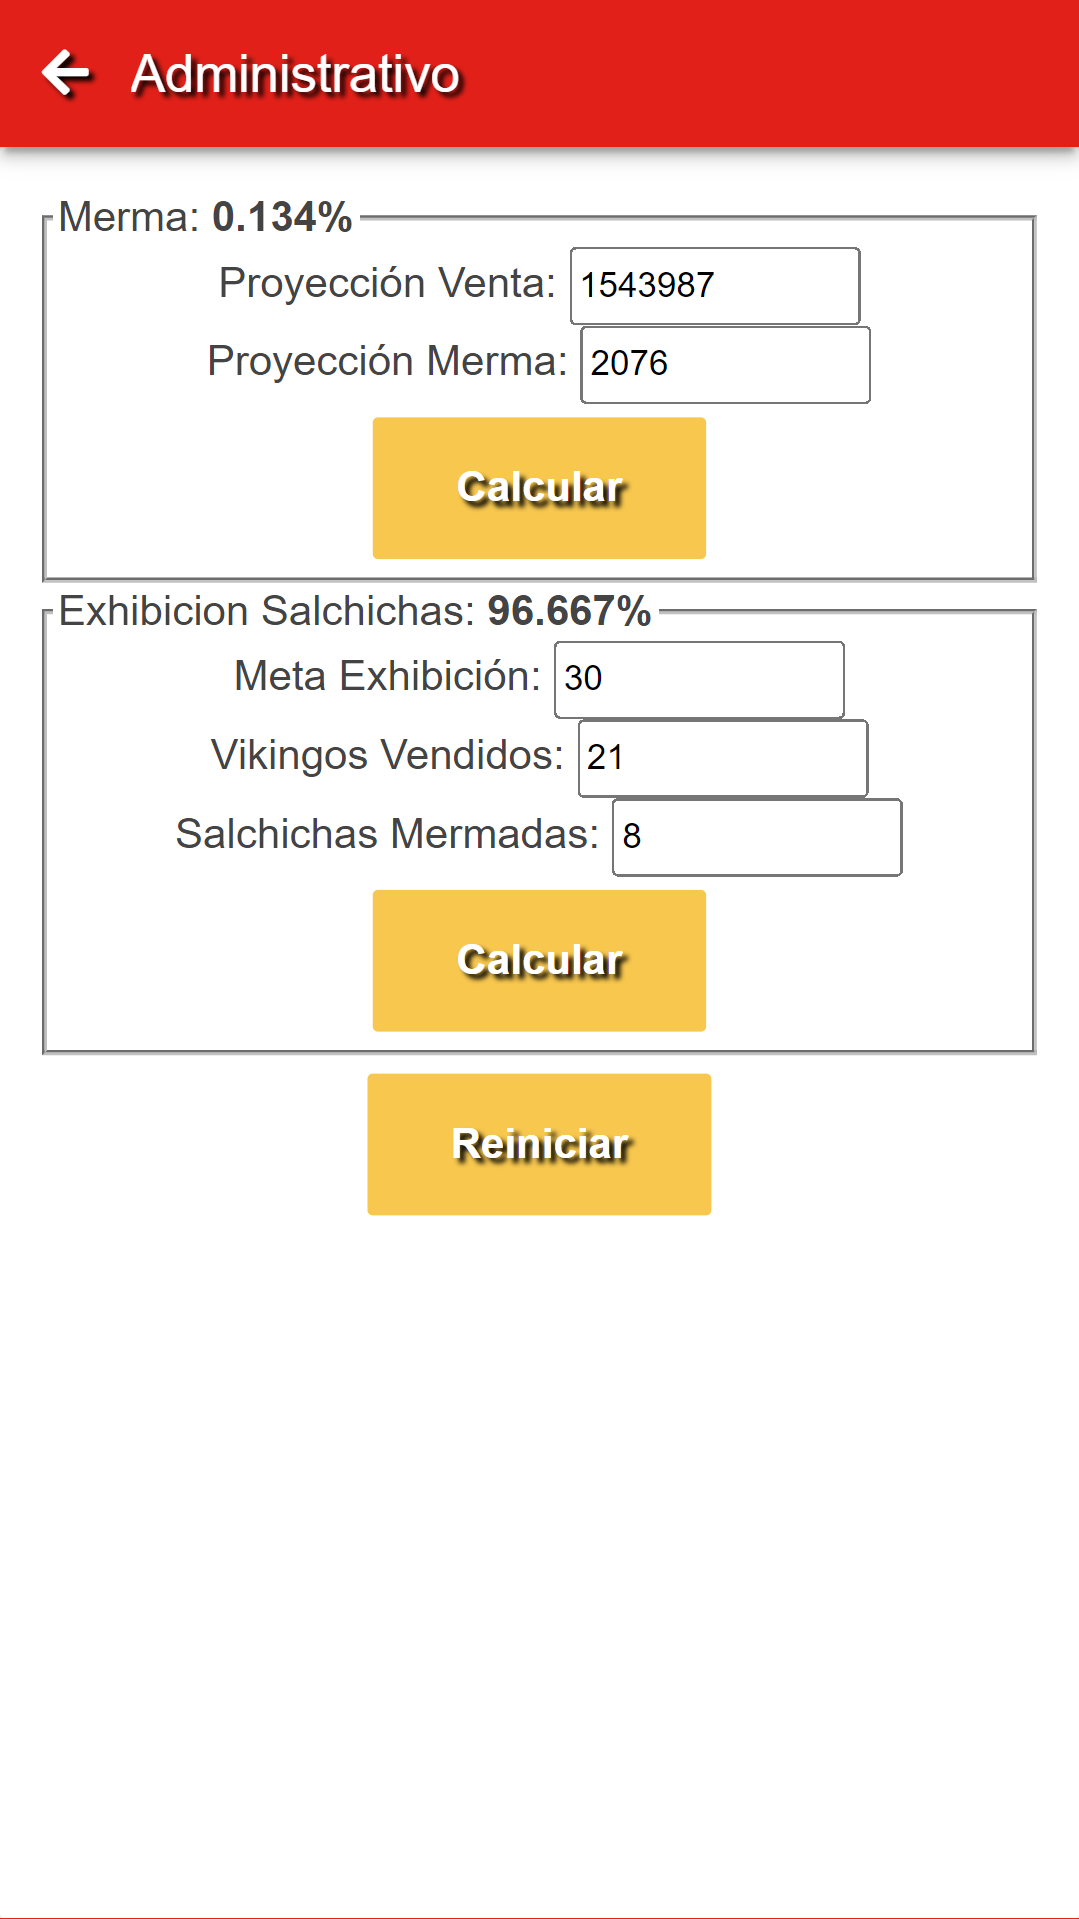 Administrativo
Merma: 0.134%
Proyección Venta: 1543987
Proyección Merma: 2076
Calcular
Exhibicion Salchichas: 96.667%
Meta Exhibición: 30
Vikingos Vendidos: 21
Salchichas Mermadas: 8
Calcular
Reiniciar